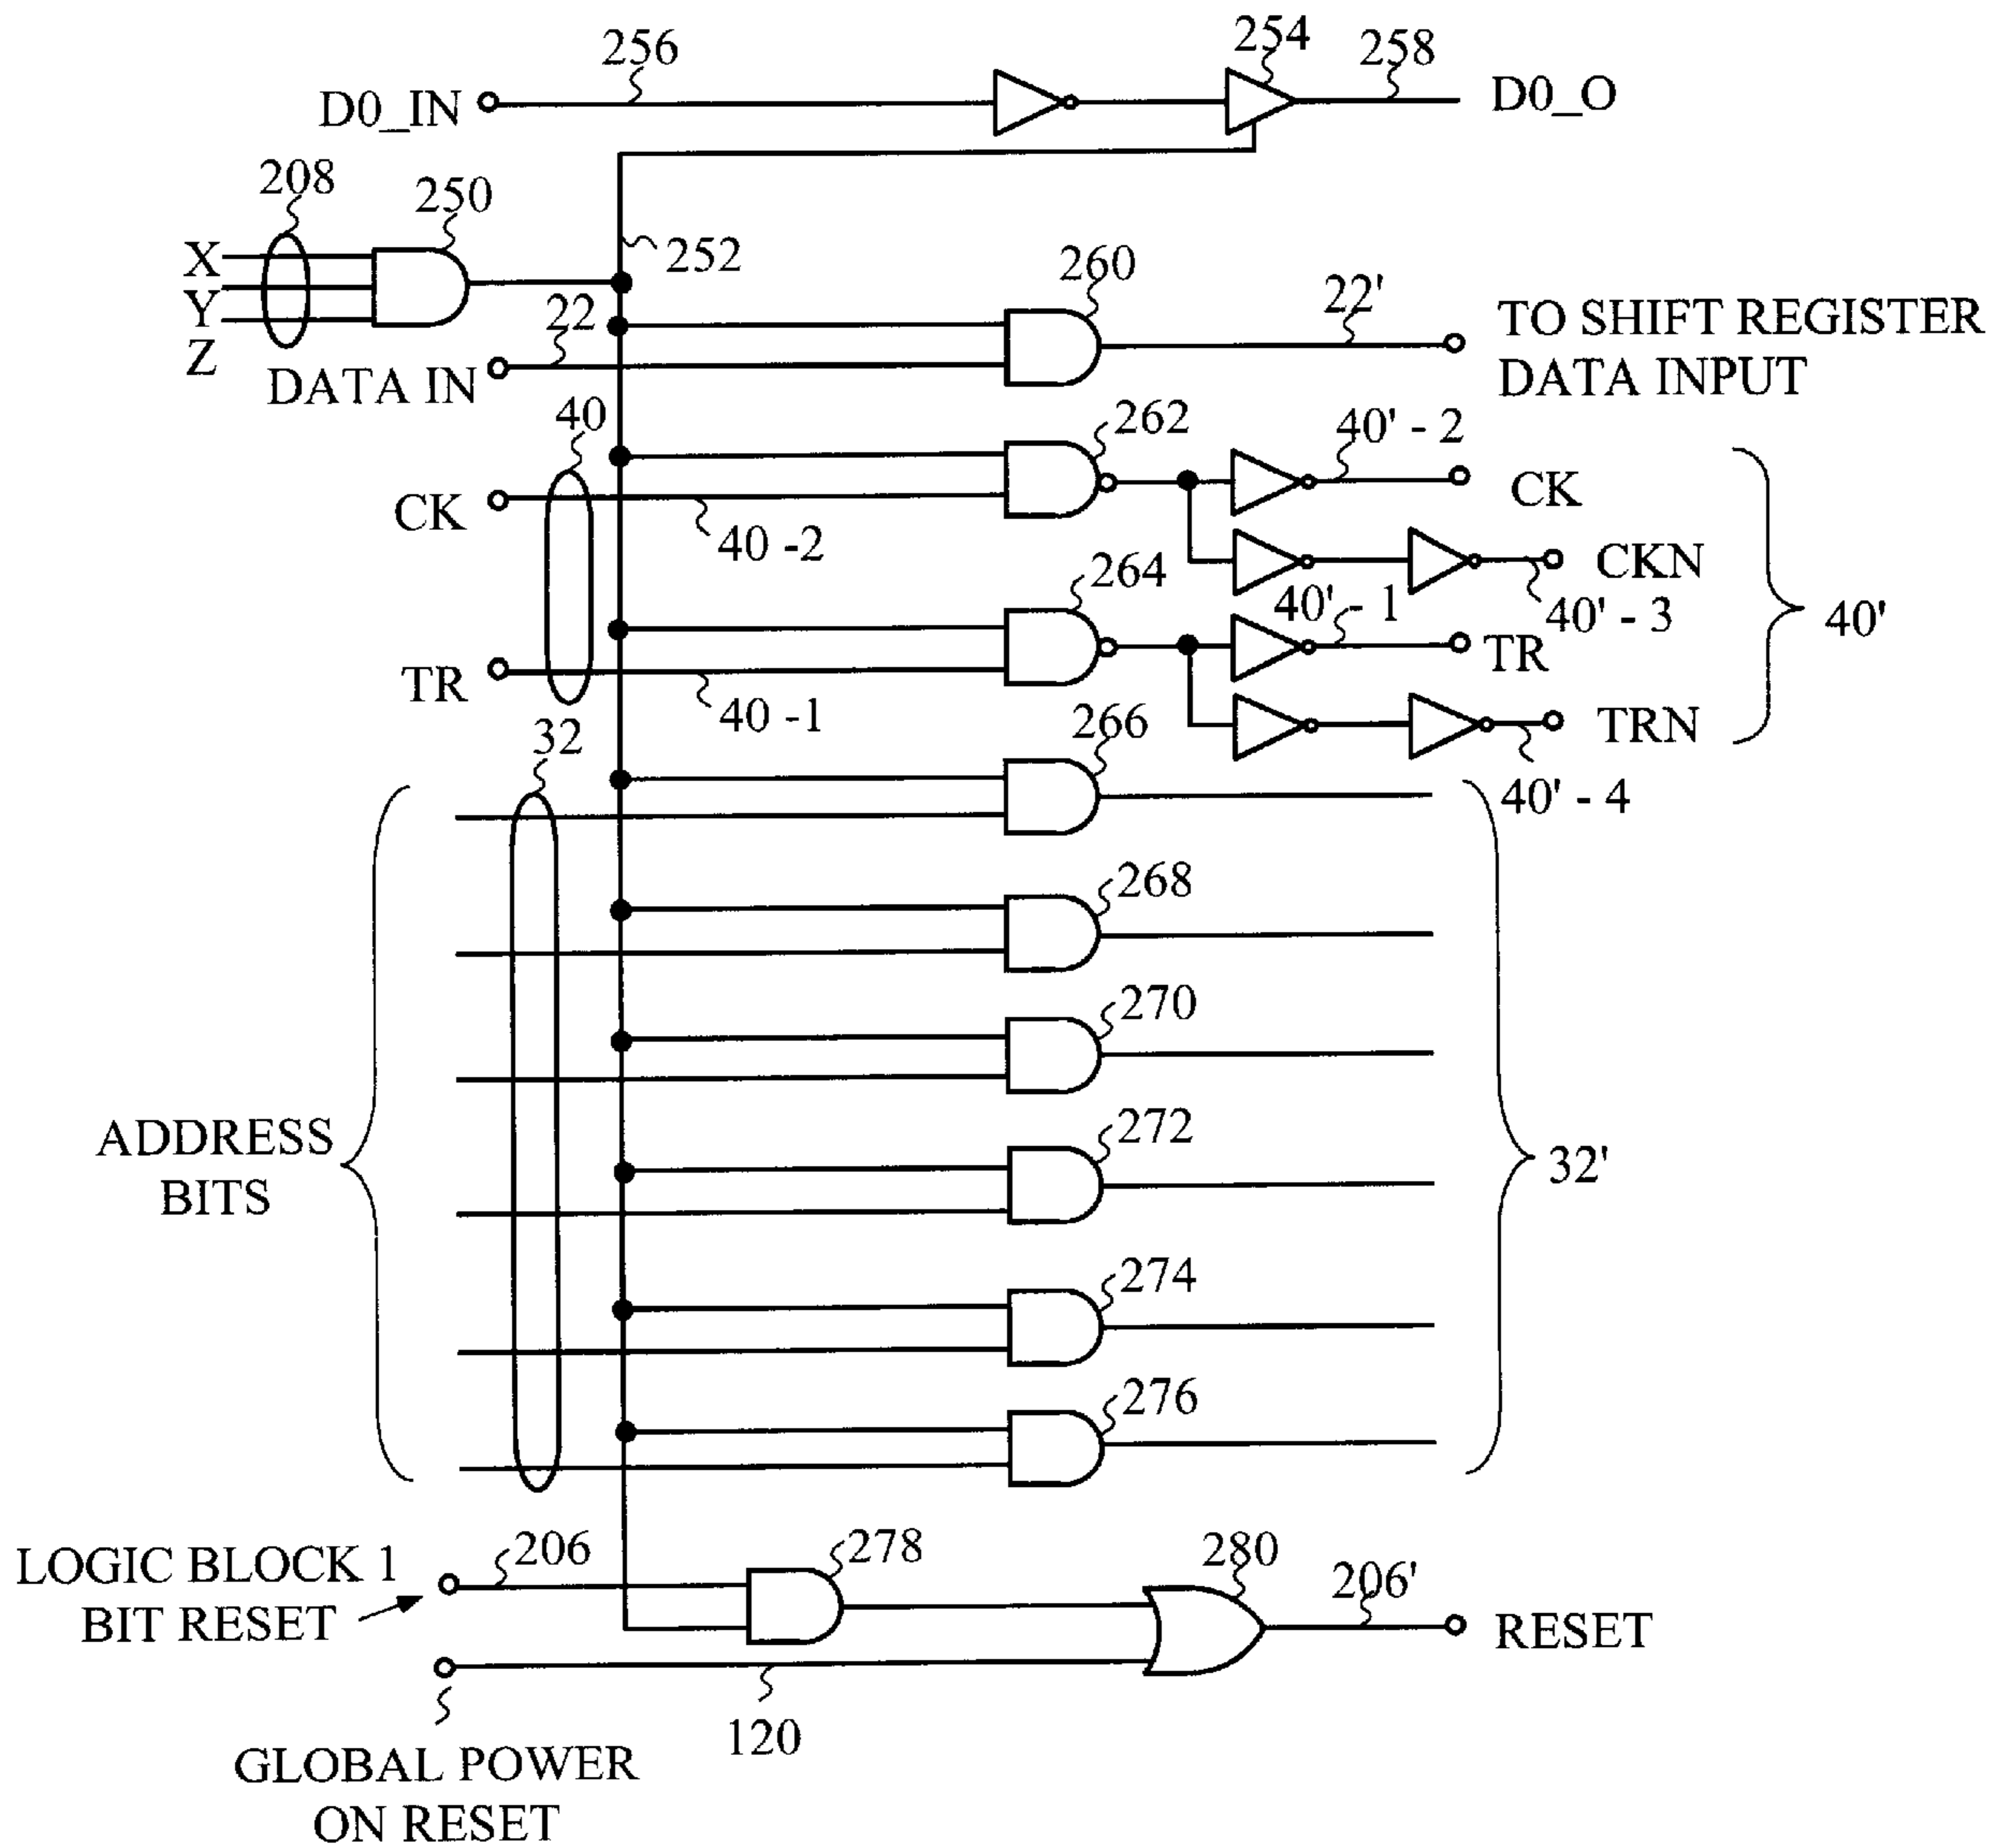 256
254
258
D0_IN
D0_O
208
250
X
Y
Z
252
260
22
22'
DATA IN
TO SHIFT REGISTER
DATA INPUT
40
262
40' - 2
CK
CK
40 -2
CKN
264
40' - 1
40' - 3
40'
TR
TR
40 -1
TRN
32
266
40' - 4
268
270
ADDRESS
BITS
272
32'
274
276
LOGIC BLOCK 1
BIT RESET
206
278
280
206'
RESET
120
GLOBAL POWER
ON RESET